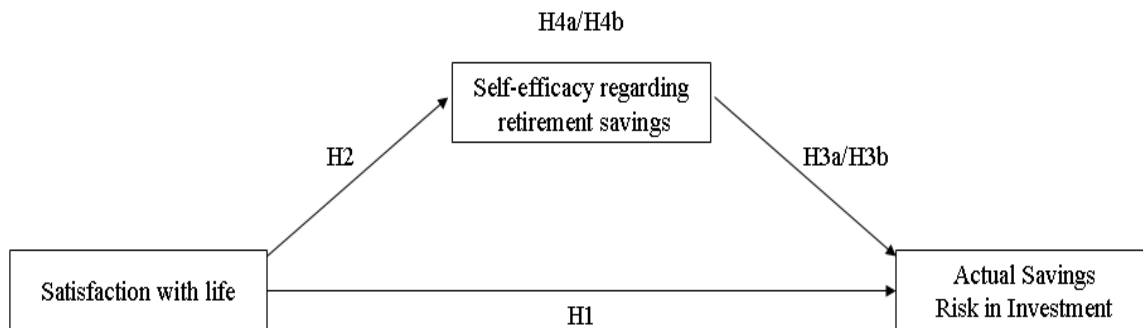 H4a/H4b
Self-efficacy regarding
retirement savings
H2
H3a/H3b
Satisfaction with life
Actual Savings
Risk in Investment
H1